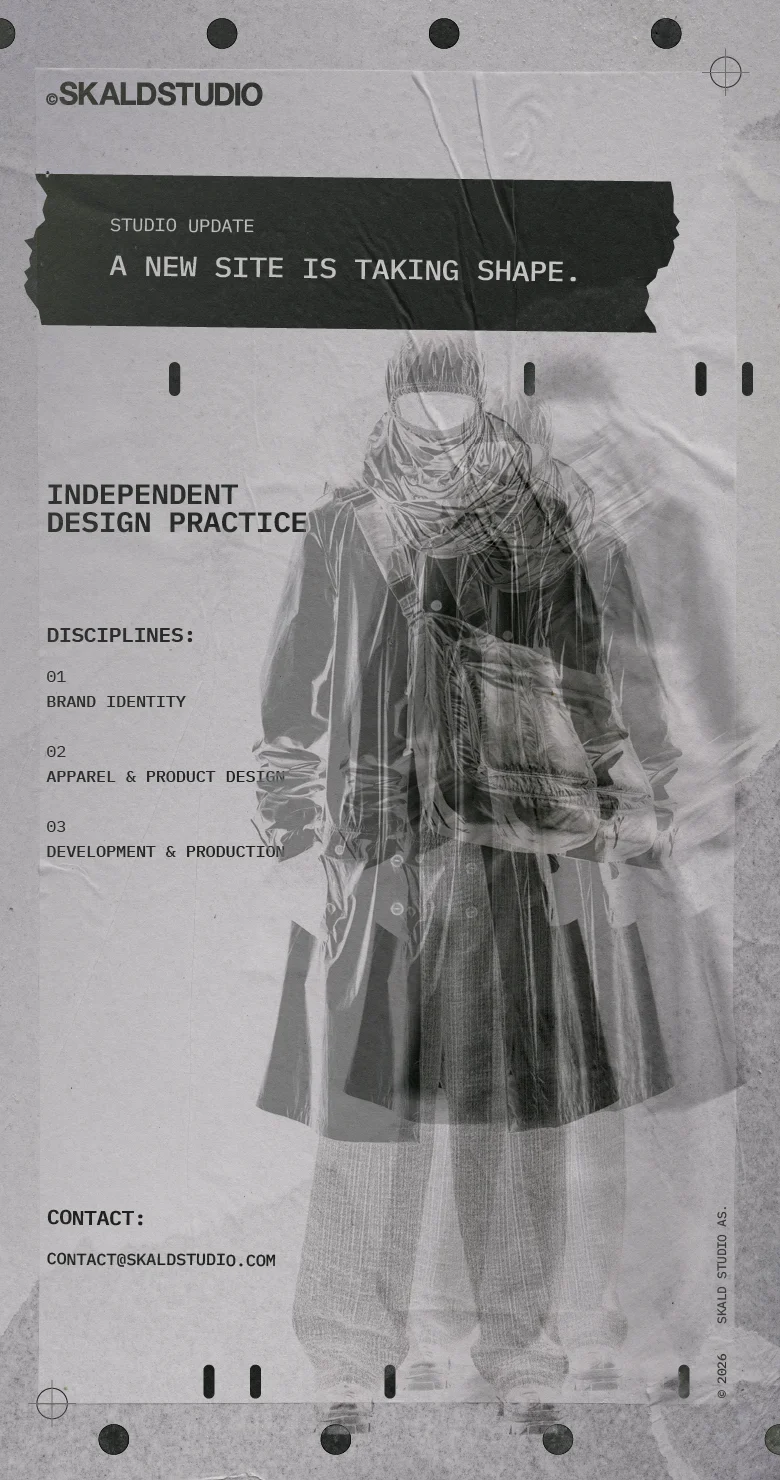 ©SKALDSTUDIO
STUDIO UPDATE
A NEW SITE IS TAKING SHAPE.
INDEPENDENT
DESIGN PRACTICE
DISCIPLINES:
01
BRAND IDENTITY
02
APPAREL & PRODUCT DESIGN
03
DEVELOPMENT & PRODUCTION
CONTACT:
CONTACT@SKALDSTUDIO.COM
© 2026 SKALD STUDIO AS.